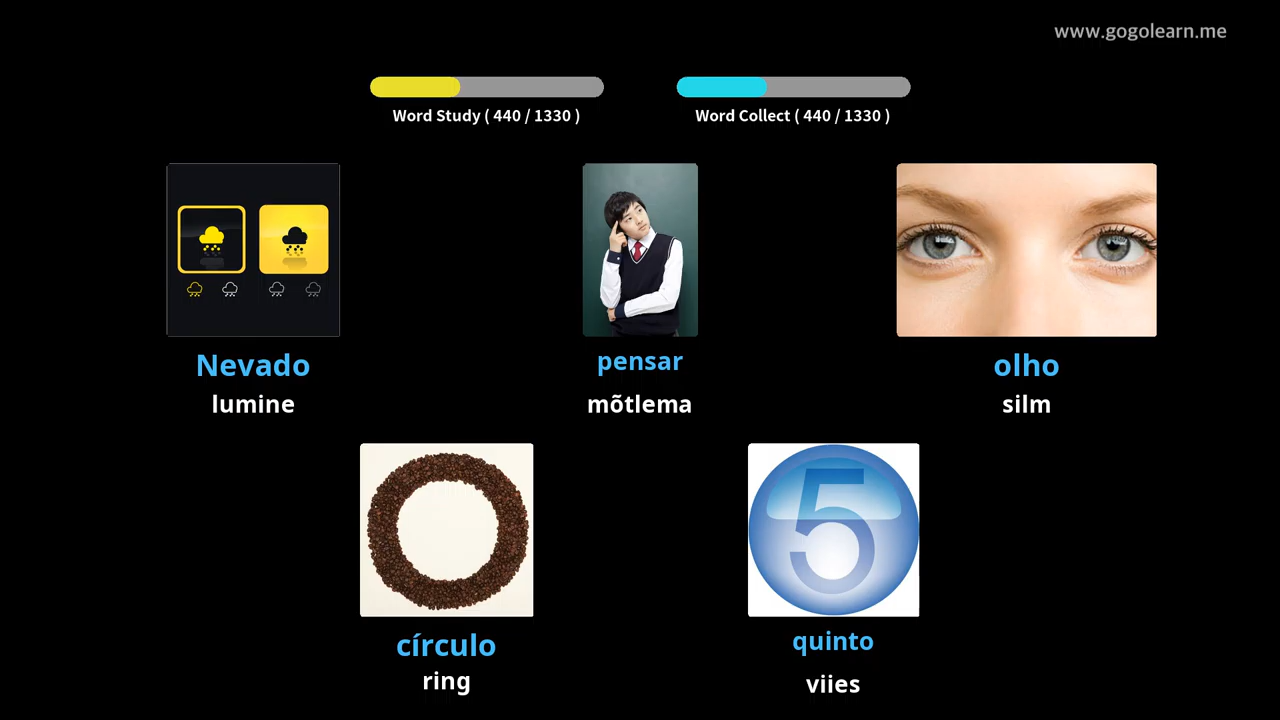 www.gogolearn.me
Word Study ( 440 / 1330 )
Word Collect ( 440 / 1330 )
Nevado
lumine
pensar
mõtlema
olho
silm
círculo
ring
5
quinto
viies